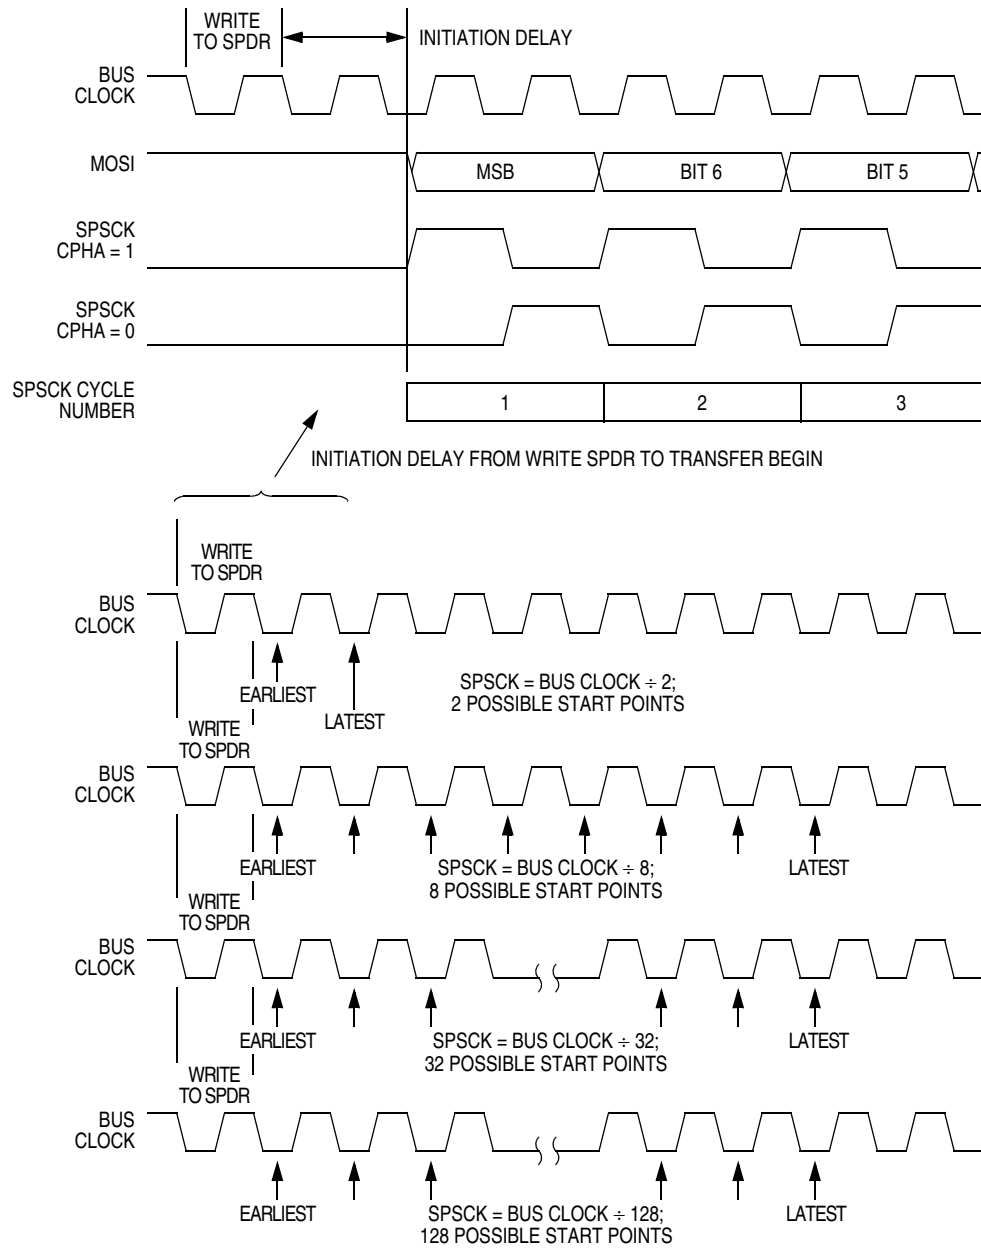 WRITE
TO SPDR
INITIATION DELAY
BUS
CLOCK
MOSI
MSB
BIT 6
BIT 5
SPSCK
CPHA = 1
SPSCK
CPHA = 0
SPSCK CYCLE
NUMBER
1
2
3
INITIATION DELAY FROM WRITE SPDR TO TRANSFER BEGIN
WRITE
TO SPDR
BUS
CLOCK
EARLIEST
LATEST
SPSCK = BUS CLOCK ÷ 2;
2 POSSIBLE START POINTS
WRITE
TO SPDR
BUS
CLOCK
EARLIEST
SPSCK = BUS CLOCK ÷ 8;
8 POSSIBLE START POINTS
LATEST
WRITE
TO SPDR
BUS
CLOCK
EARLIEST
SPSCK = BUS CLOCK ÷ 32;
32 POSSIBLE START POINTS
LATEST
WRITE
TO SPDR
BUS
CLOCK
EARLIEST
SPSCK = BUS CLOCK ÷ 128;
128 POSSIBLE START POINTS
LATEST